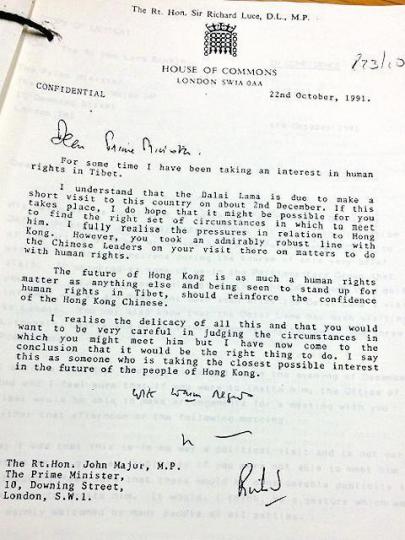 The Rt. Hon. Sir Richard Luce, D.L., M.P.
HOUSE OF COMMONS
LONDON SW1A 0AA
CONFIDENTIAL
22nd October, 1991.
Dear Prime Minister.
For some time I have been taking an interest in human
rights in Tibet.
I understand that the Dalai Lama is due to make a
short visit to this country on about 2nd December. If this
takes place, I do hope that it might be possible for you
to find the right set of circumstances in which to meet
him. I fully realise the pressures in relation to Hong
Kong. However, you took an admirably robust line with
the Chinese Leaders on your visit there on matters to do
with human rights.
The future of Hong Kong is as much a human rights
matter as anything else and being seen to stand up for
human rights in Tibet, should reinforce the confidence
of the Hong Kong Chinese.
I realise the delicacy of all this and that you would
want to be very careful in judging the circumstances in
which you might meet him but I have now come to the
conclusion that it would be the right thing to do. I say
this as someone who is taking the closest possible interest
in the future of the people of Hong Kong.
with warm regards
The Rt.Hon. John Major, M.P.
The Prime Minister,
10, Downing Street,
London, S.W.1.